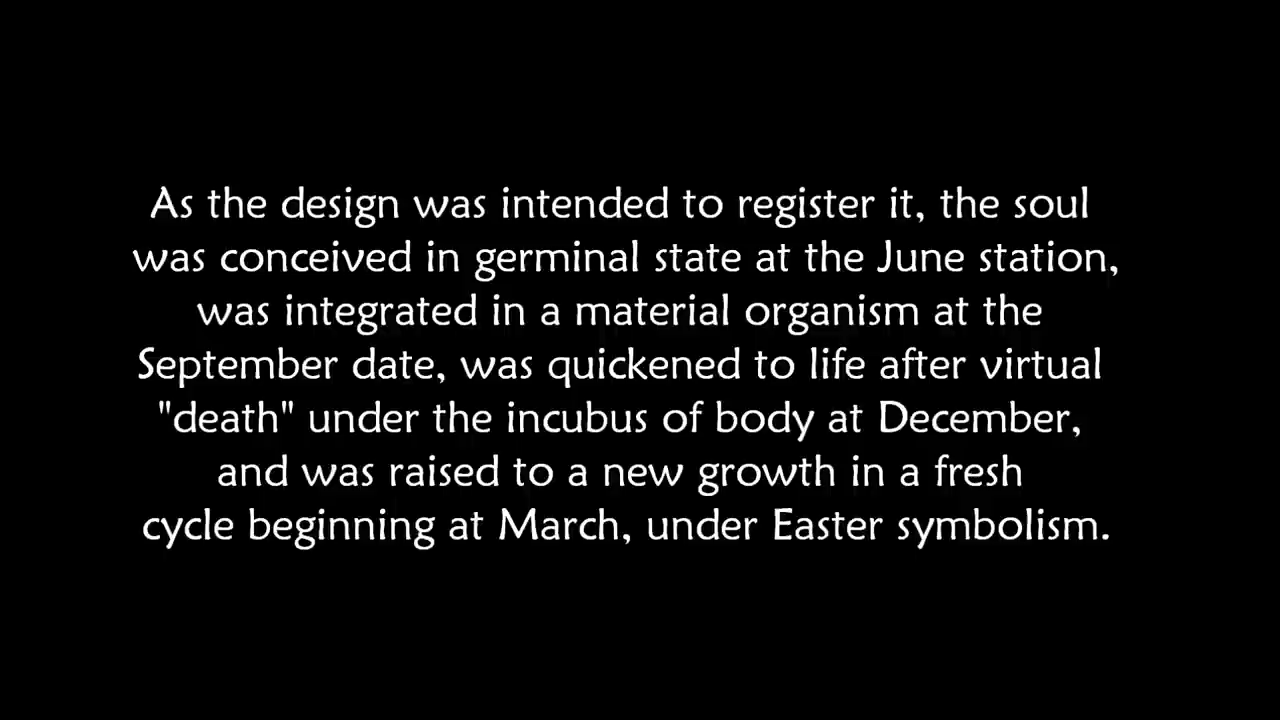 As the design was intended to register it, the soul
was conceived in germinal state at the June station,
was integrated in a material organism at the
September date, was quickened to life after virtual
"death" under the incubus of body at December,
and was raised to a new growth in a fresh
cycle beginning at March, under Easter symbolism.